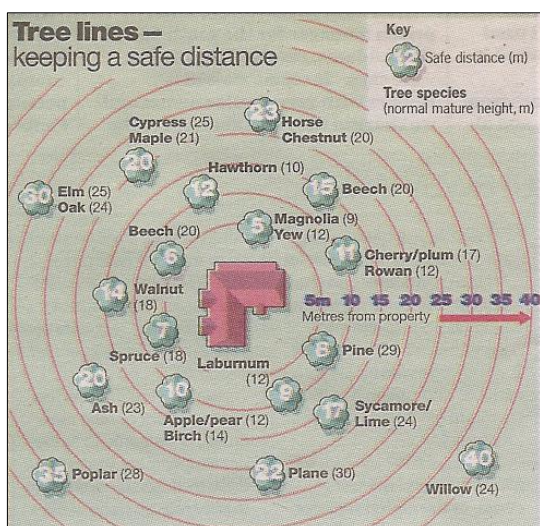 Tree lines –
keeping a safe distance
Key
12 Safe distance (m)
Tree species
(normal mature height, m)
23 Horse
Chestnut (20)
Cypress (25)
Maple (21)
20
Hawthorn (10)
12
15 Beech (20)
30 Elm (25)
Oak (24)
5 Magnolia (9)
Yew (12)
Beech (20)
6
11 Cherry/plum (17)
Rowan (12)
14 Walnut
(18)
5m 10 15 20 25 30 35 40
Metres from property
7
Spruce (18)
8 Pine (29)
Laburnum
(12)
9
20
Ash (23)
10
Apple/pear (12)
Birch (14)
17 Sycamore/
Lime (24)
35 Poplar (28)
22 Plane (30)
40
Willow (24)